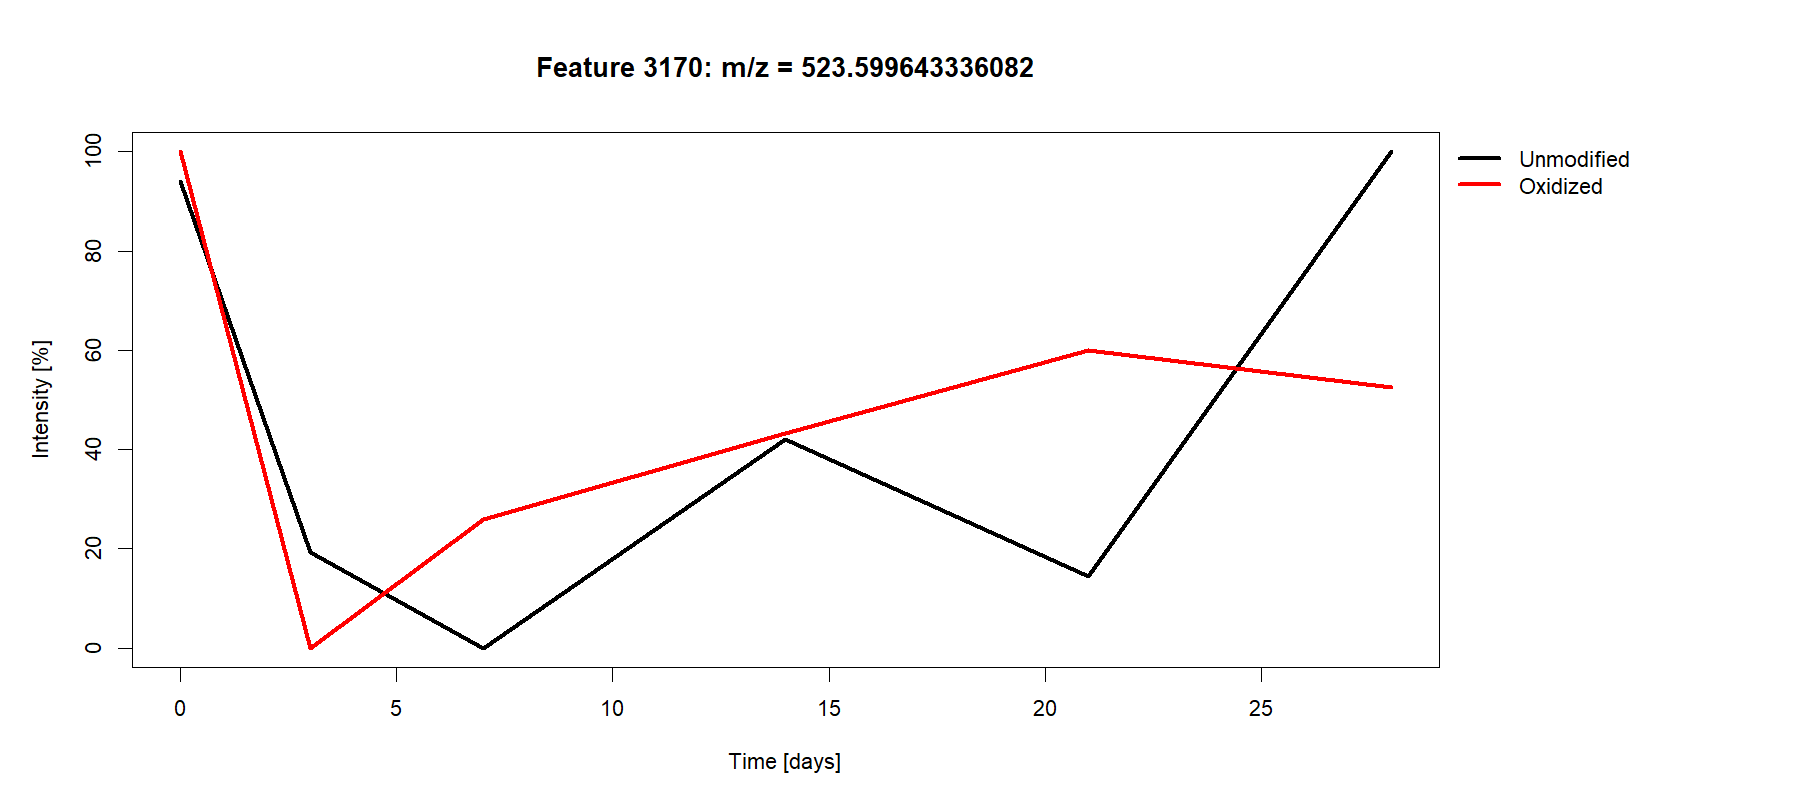 Feature 3170: m/z = 523.599643336082
Unmodified
Oxidized
Intensity [%]
100
80
60
40
20
0
0 5 10 15 20 25
Time [days]